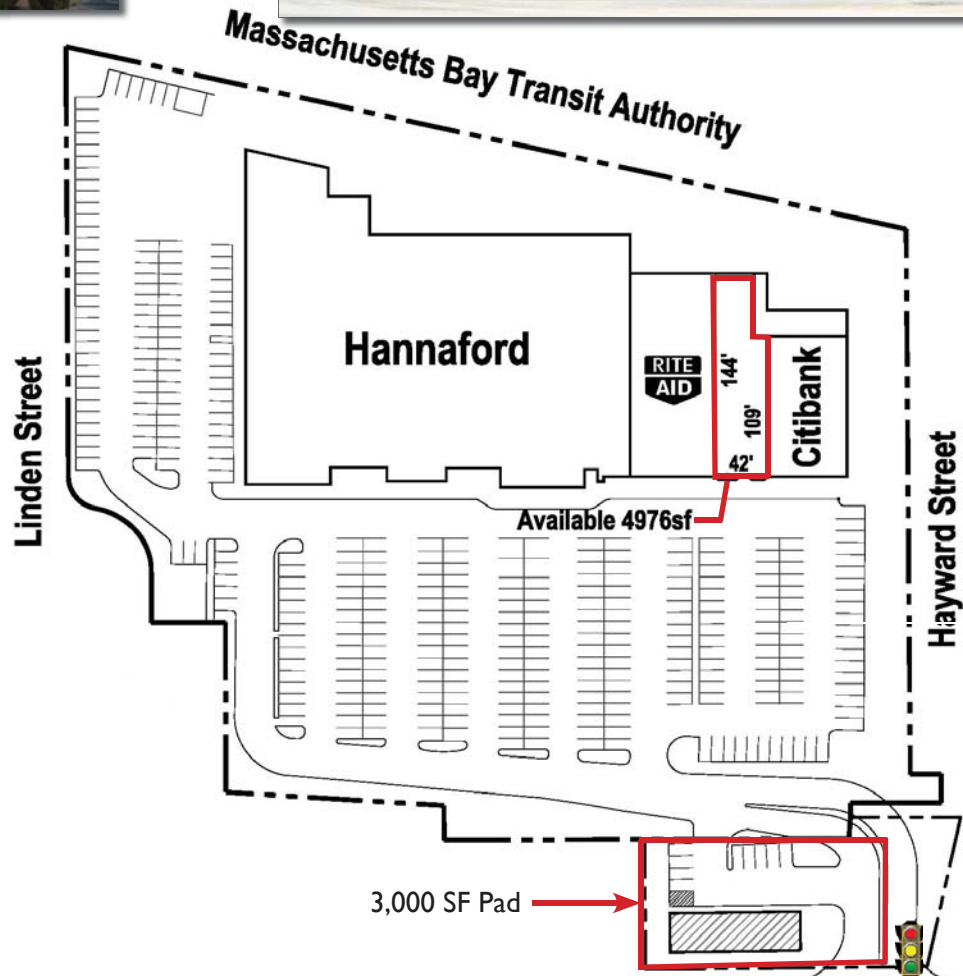 Massachusetts Bay Transit Authority
Linden Street
Hannaford
RITE
AID
144'
109'
42'
Citibank
Hayward Street
Available 4976sf
3,000 SF Pad